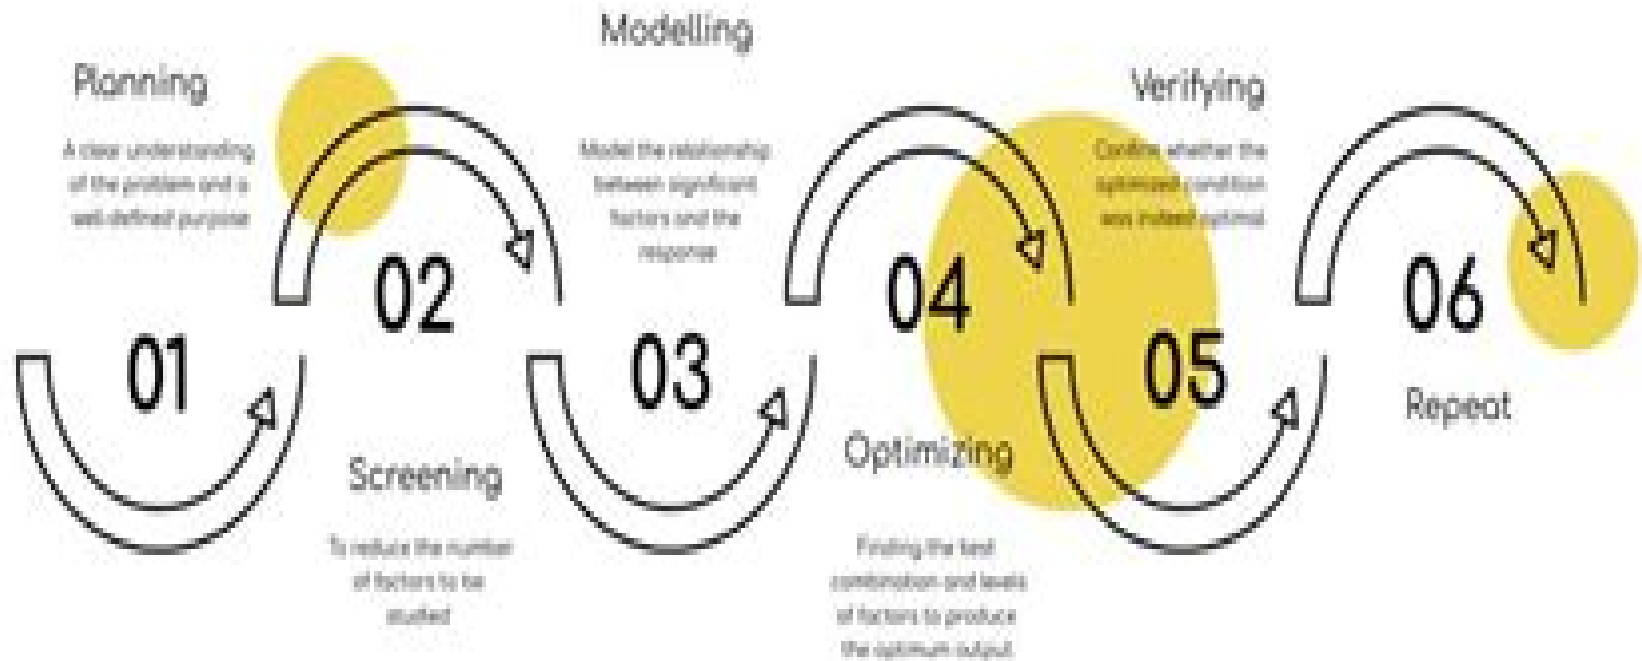 Planning
A clear understanding
of the problem and a
well-defined purpose
01
02
Screening
To reduce the number
of factors to be
studied
Modelling
Model the relationship
between significant
factors and the
response
03
04
Optimizing
Finding the best
combination and levels
of factors to produce
the optimum output.
Verifying
Confirm whether the
optimized condition
was indeed optimal
05
06
Repeat